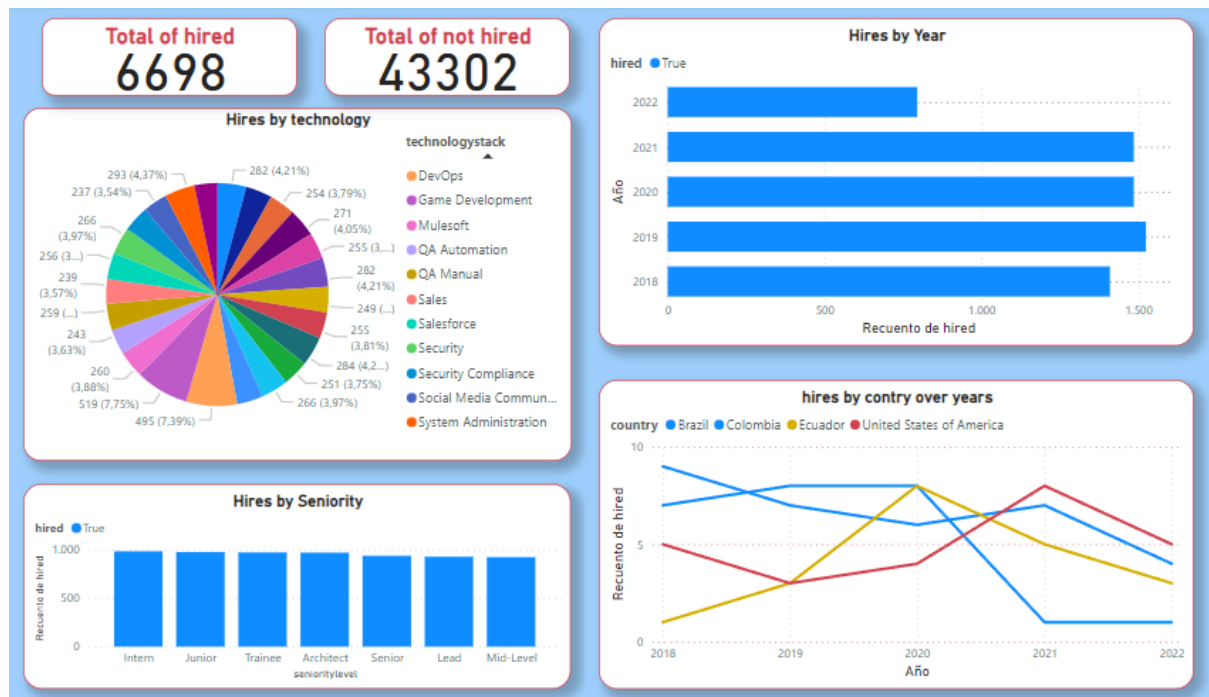 Total of hired
6698
Total of not hired
43302
Hires by technology
technologystack
DevOps
Game Development
Mulesoft
QA Automation
QA Manual
Sales
Salesforce
Security
Security Compliance
Social Media Commun...
System Administration
282 (4,21%)
254 (3,79%)
271
(4,05%)
255 (3,...)
282
(4,21%)
249 (...)
255
(3,81%)
284 (4,2...)
251 (3,75%)
266 (3,97%)
495 (7,39%)
519 (7,75%)
260
(3,88%)
243
(3,63%)
259 (...)
239
(3,57%)
256 (3...)
266
(3,97%)
237 (3,54%)
293 (4,37%)
Hires by Seniority
hired True
Recuento de hired
1.000
500
0
Intern Junior Trainee Architect Senior Lead Mid-Level
senioritylevel
Hires by Year
hired True
Año
2022
2021
2020
2019
2018
0 500 1.000 1.500
Recuento de hired
hires by contry over years
country Brazil Colombia Ecuador United States of America
Recuento de hired
10
5
0
2018 2019 2020 2021 2022
Año